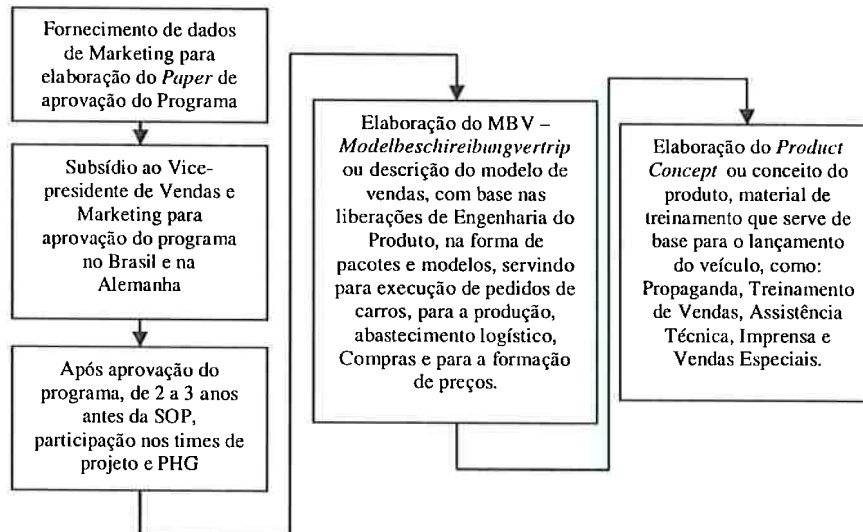 Fornecimento de dados
de Marketing para
elaboração do Paper de
aprovação do Programa
Subsídio ao Vice-
presidente de Vendas e
Marketing para
aprovação do programa
no Brasil e na
Alemanha
Após aprovação do
programa, de 2 a 3 anos
antes da SOP,
participação nos times de
projeto e PHG
Elaboração do MBV –
Modelbeschireibungvertrip
ou descrição do modelo de
vendas, com base nas
liberações de Engenharia do
Produto, na forma de
pacotes e modelos, servindo
para execução de pedidos de
carros, para a produção,
abastecimento logístico,
Compras e para a formação
de preços.
Elaboração do Product
Concept ou conceito do
produto, material de
treinamento que serve de
base para o lançamento
do veículo, como:
Propaganda, Treinamento
de Vendas, Assistência
Técnica, Imprensa e
Vendas Especiais.